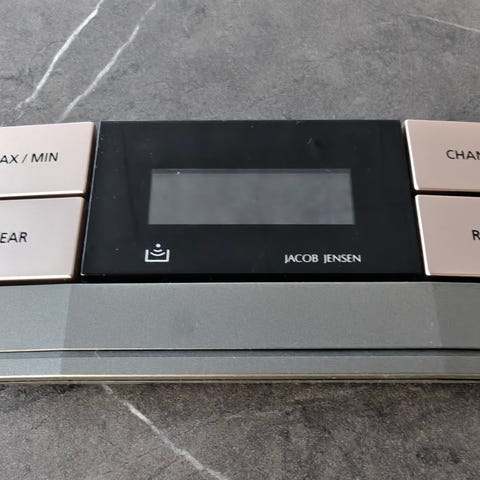 AX / MIN
EAR
JACOB JENSEN
CHAN
R